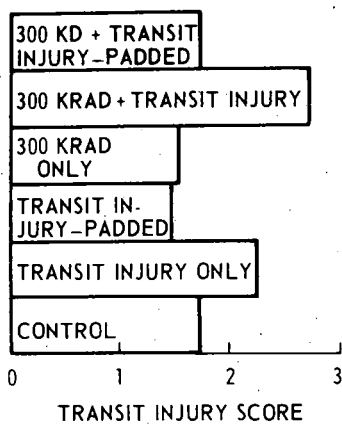 300 KD + TRANSIT
INJURY-PADDED
300 KRAD + TRANSIT INJURY
300 KRAD
ONLY
TRANSIT IN-
JURY-PADDED
TRANSIT INJURY ONLY
CONTROL
0 1 2 3
TRANSIT INJURY SCORE